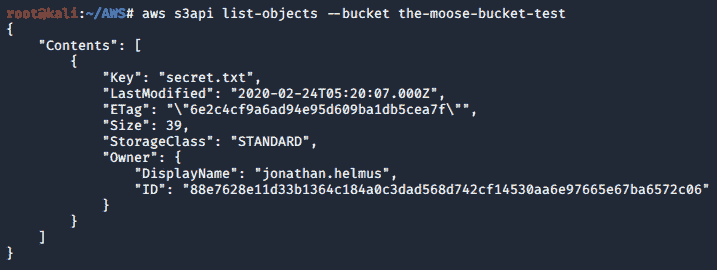 root@kali:~/AWS# aws s3api list-objects --bucket the-moose-bucket-test
{
    "Contents": [
        {
            "Key": "secret.txt",
            "LastModified": "2020-02-24T05:20:07.000Z",
            "ETag": "\"6e2c4cf9a6ad94e95d609ba1db5cea7f\"",
            "Size": 39,
            "StorageClass": "STANDARD",
            "Owner": {
                "DisplayName": "jonathan.helmus",
                "ID": "88e7628e11d33b1364c184a0c3dad568d742cf14530aa6e97665e67ba6572c06"
            }
        }
    ]
}